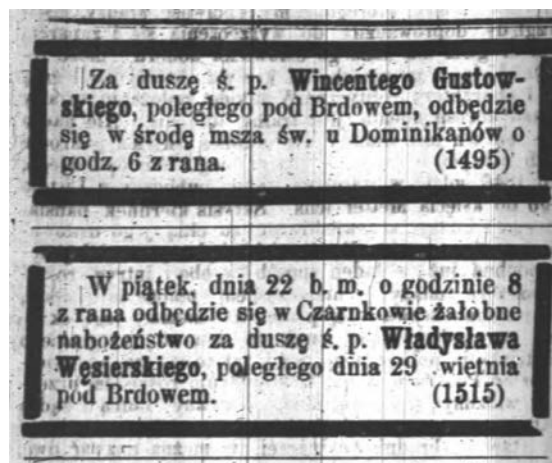 Za duszę ś. p. Wincentego Gustow-
skiego, poległego pod Brdowem, odbędzie
się w środę msza św. u Dominikanów o
godz. 6 z rana. (1495)
W piątek, dnia 22 b. m. o godzinie 8
z rana odbędzie się w Czarnkowie żałobne
nabożeństwo za duszę ś. p. Władysława
Węsierskiego, poległego dnia 29 .więtnia
pod Brdowem. (1515)